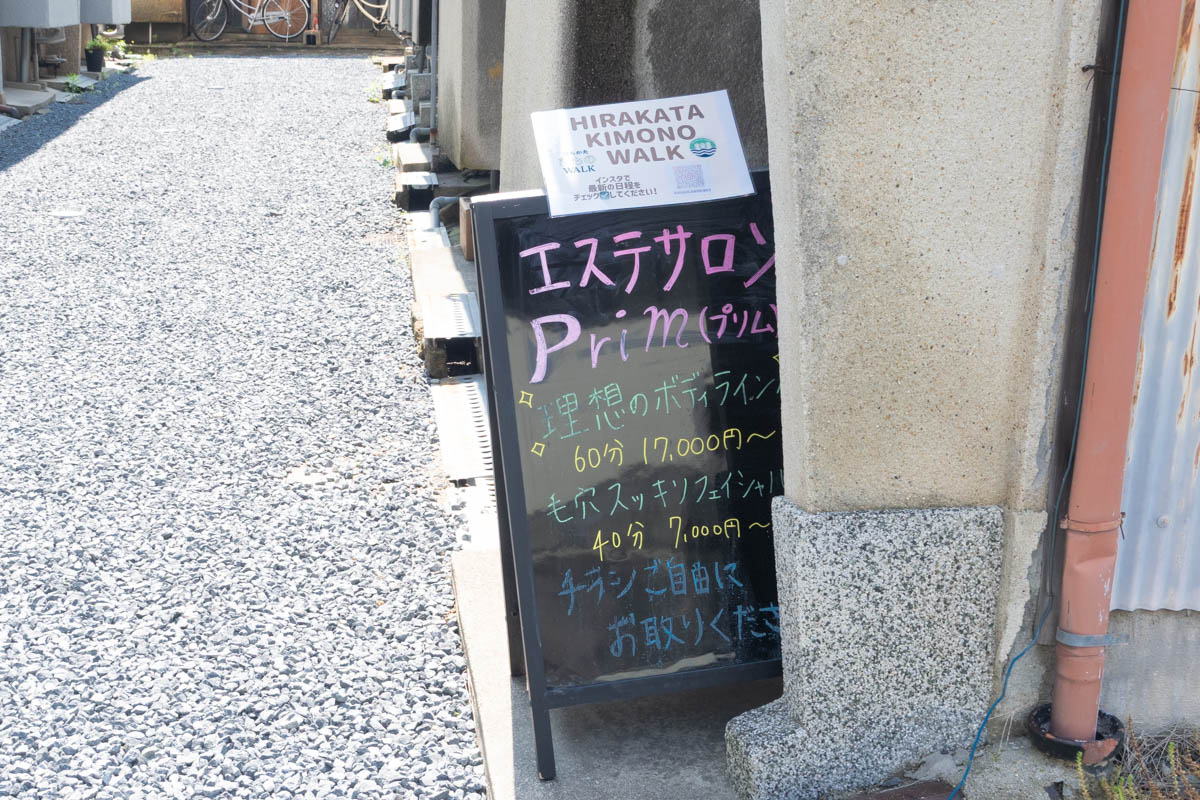 HIRAKATA
KIMONO
WALK
WALK
インスタで
最新の日程を
チェックしてください!
エステサロン
Prim(プリム)
理想のボディライン
60分 17,000円～
毛穴スッキリフェイシャル
40分 7,000円～
チラシご自由に
お取りくださ